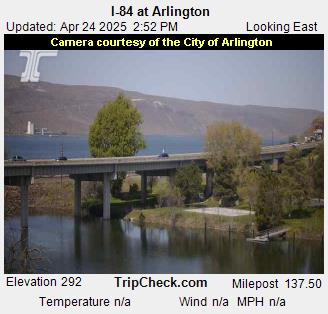 I-84 at Arlington
Updated: Apr 24 2025 2:52 PM Looking East
Camera courtesy of the City of Arlington
Elevation 292 TripCheck.com Milepost 137.50
Temperature n/a Wind n/a MPH n/a